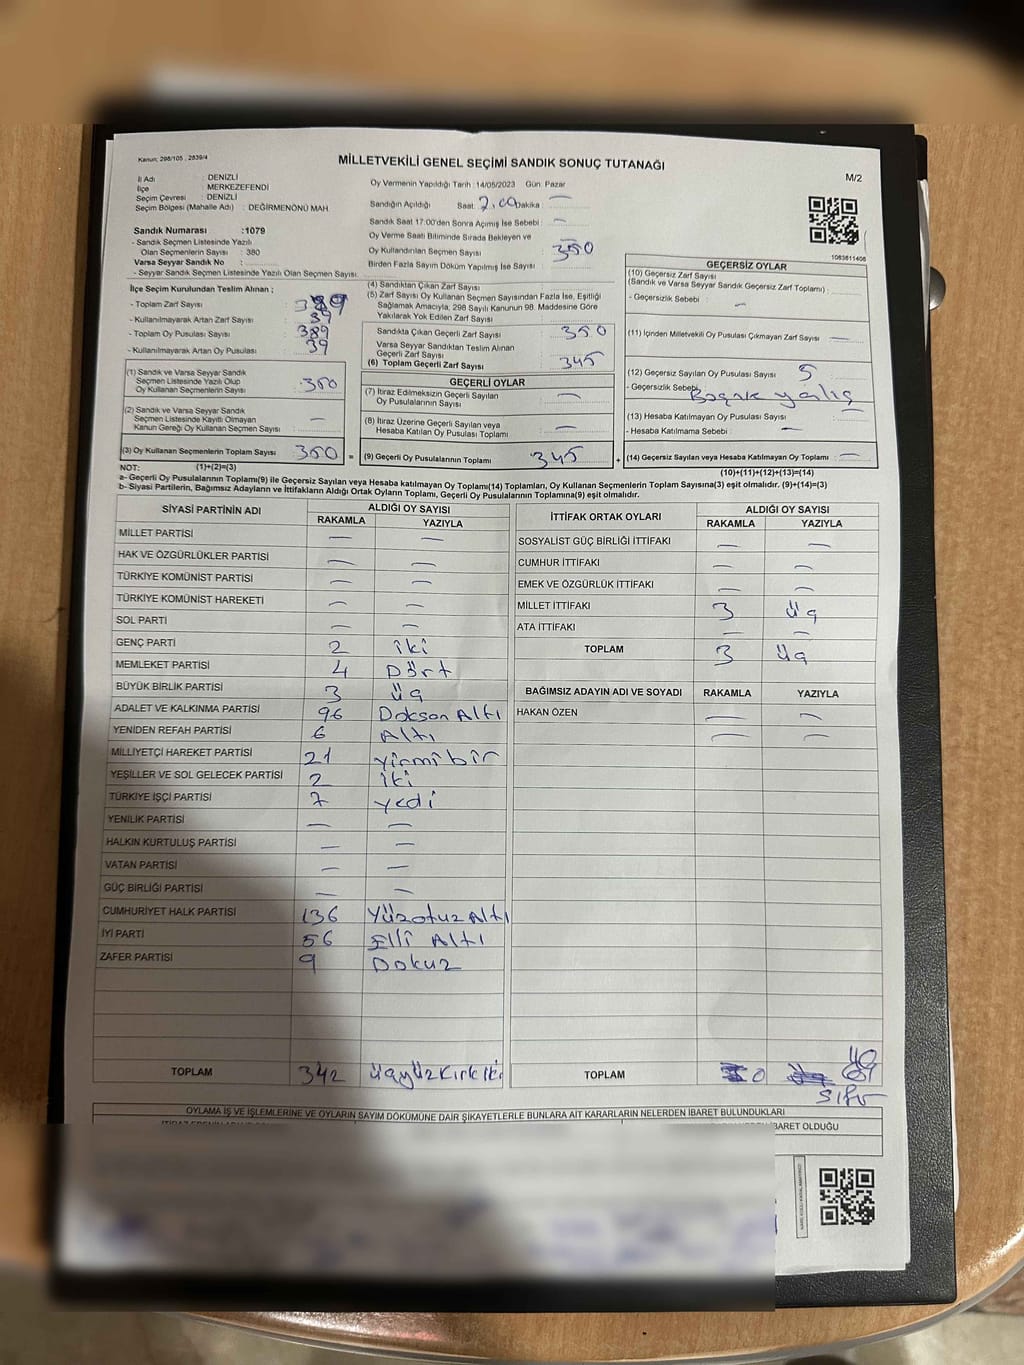 Kanun; 298/105 , 2839/4
MİLLETVEKİLİ GENEL SEÇİMİ SANDIK SONUÇ TUTANAĞI
M/2
İl Adı : DENİZLİ
İlçe : MERKEZEFENDİ
Seçim Çevresi : DENİZLİ
Seçim Bölgesi (Mahalle Adı) : DEĞİRMENÖNÜ MAH
Oy Vermenin Yapıldığı Tarih : 14/05/2023 Gün: Pazar
Sandığın Açıldığı Saat: Dakika : —
Sandık Saat 17:00'den Sonra Açımış İse Sebebi : —
Oy Verme Saati Bitiminde Sırada Bekleyen ve
Oy Kullandırılan Seçmen Sayısı : 350
Birden Fazla Sayım Döküm Yapılmış İse Sayısı :
Sandık Numarası :1079
- Sandık Seçmen Listesinde Yazılı
Olan Seçmenlerin Sayısı : 380
Varsa Seyyar Sandık No :
- Seyyar Sandık Seçmen Listesinde Yazılı Olan Seçmen Sayısı:
1083811406
İlçe Seçim Kurulundan Teslim Alınan ;
- Toplam Zarf Sayısı : 389
- Kullanılmayarak Artan Zarf Sayısı : 39
- Toplam Oy Pusulası Sayısı : 389
- Kullanılmayarak Artan Oy Pusulası : 39
(4) Sandıktan Çıkan Zarf Sayısı :
(5) Zarf Sayısı Oy Kullanan Seçmen Sayısından Fazla İse, Eşitliği
Sağlamak Amacıyla, 298 Sayılı Kanunun 98. Maddesine Göre
Yakılarak Yok Edilen Zarf Sayısı :
Sandıkta Çıkan Geçerli Zarf Sayısı : 350
Varsa Seyyar Sandıktan Teslim Alınan
Geçerli Zarf Sayısı :
(6) Toplam Geçerli Zarf Sayısı : 345
GEÇERSİZ OYLAR
(10) Geçersiz Zarf Sayısı
(Sandık ve Varsa Seyyar Sandık Geçersiz Zarf Toplamı) :
- Geçersizlik Sebebi : —
(11) İçinden Milletvekili Oy Pusulası Çıkmayan Zarf Sayısı : —
(12) Geçersiz Sayılan Oy Pusulası Sayısı : 5
- Geçersizlik Sebebi:
(13) Hesaba Katılmayan Oy Pusulası Sayısı
- Hesaba Katılmama Sebebi : —
(14) Geçersiz Sayılan veya Hesaba Katılmayan Oy Toplamı : —
(1) Sandık ve Varsa Seyyar Sandık
Seçmen Listesinde Yazılı Olup
Oy Kullanan Seçmenlerin Sayısı : 350
(2) Sandık ve Varsa Seyyar Sandık
Seçmen Listesinde Kayıtlı Olmayan
Kanun Gereği Oy Kullanan Seçmen Sayısı : —
(3) Oy Kullanan Seçmenlerin Toplam Sayısı : 350 =
GEÇERLİ OYLAR
(7) İtiraz Edilmeksizin Geçerli Sayılan
Oy Pusulalarının Sayısı : —
(8) İtiraz Üzerine Geçerli Sayılan veya
Hesaba Katılan Oy Pusulası Toplamı : —
(9) Geçerli Oy Pusulalarının Toplamı : 345 +
NOT: (1)+(2)=(3)
(10)+(11)+(12)+(13)=(14)
a- Geçerli Oy Pusulalarının Toplamı(9) ile Geçersiz Sayılan veya Hesaba katılmayan Oy Toplamı(14) Toplamları, Oy Kullanan Seçmenlerin Toplam Sayısına(3) eşit olmalıdır. (9)+(14)=(3)
b- Siyasi Partilerin, Bağımsız Adayların ve İttifakların Aldığı Ortak Oyların Toplamı, Geçerli Oy Pusulalarının Toplamına(9) eşit olmalıdır.
SİYASİ PARTİNİN ADI ALDIĞI OY SAYISI
RAKAMLA YAZIYLA
MİLLET PARTİSİ — —
HAK VE ÖZGÜRLÜKLER PARTİSİ — —
TÜRKİYE KOMÜNİST PARTİSİ — —
TÜRKİYE KOMÜNİST HAREKETİ — —
SOL PARTİ — —
GENÇ PARTİ 2 iki
MEMLEKET PARTİSİ 4 Dört
BÜYÜK BİRLİK PARTİSİ 3 üç
ADALET VE KALKINMA PARTİSİ 96 Doksan Altı
YENİDEN REFAH PARTİSİ 6 Altı
MİLLİYETÇİ HAREKET PARTİSİ 21 yirmibir
YEŞİLLER VE SOL GELECEK PARTİSİ 2 iki
TÜRKİYE İŞÇİ PARTİSİ 7 yedi
YENİLİK PARTİSİ — —
HALKIN KURTULUŞ PARTİSİ — —
VATAN PARTİSİ — —
GÜÇ BİRLİĞİ PARTİSİ — —
CUMHURİYET HALK PARTİSİ 136 Yüzotuz Altı
İYİ PARTİ 56 Elli Altı
ZAFER PARTİSİ 9 Dokuz
TOPLAM 342 üçyüzkırkiki
İTTİFAK ORTAK OYLARI ALDIĞI OY SAYISI
RAKAMLA YAZIYLA
SOSYALİST GÜÇ BİRLİĞİ İTTİFAKI — —
CUMHUR İTTİFAKI — —
EMEK VE ÖZGÜRLÜK İTTİFAKI — —
MİLLET İTTİFAKI 3 üç
ATA İTTİFAKI — —
TOPLAM 3 üç
BAĞIMSIZ ADAYIN ADI VE SOYADI RAKAMLA YAZIYLA
HAKAN ÖZEN — —
— —
TOPLAM 0
Sıfır
OYLAMA İŞ VE İŞLEMLERİNE VE OYLARIN SAYIM DÖKÜMÜNE DAİR ŞİKAYETLERLE BUNLARA AİT KARARLARIN NELERDEN İBARET BULUNDUKLARI
İBARET OLDUĞU